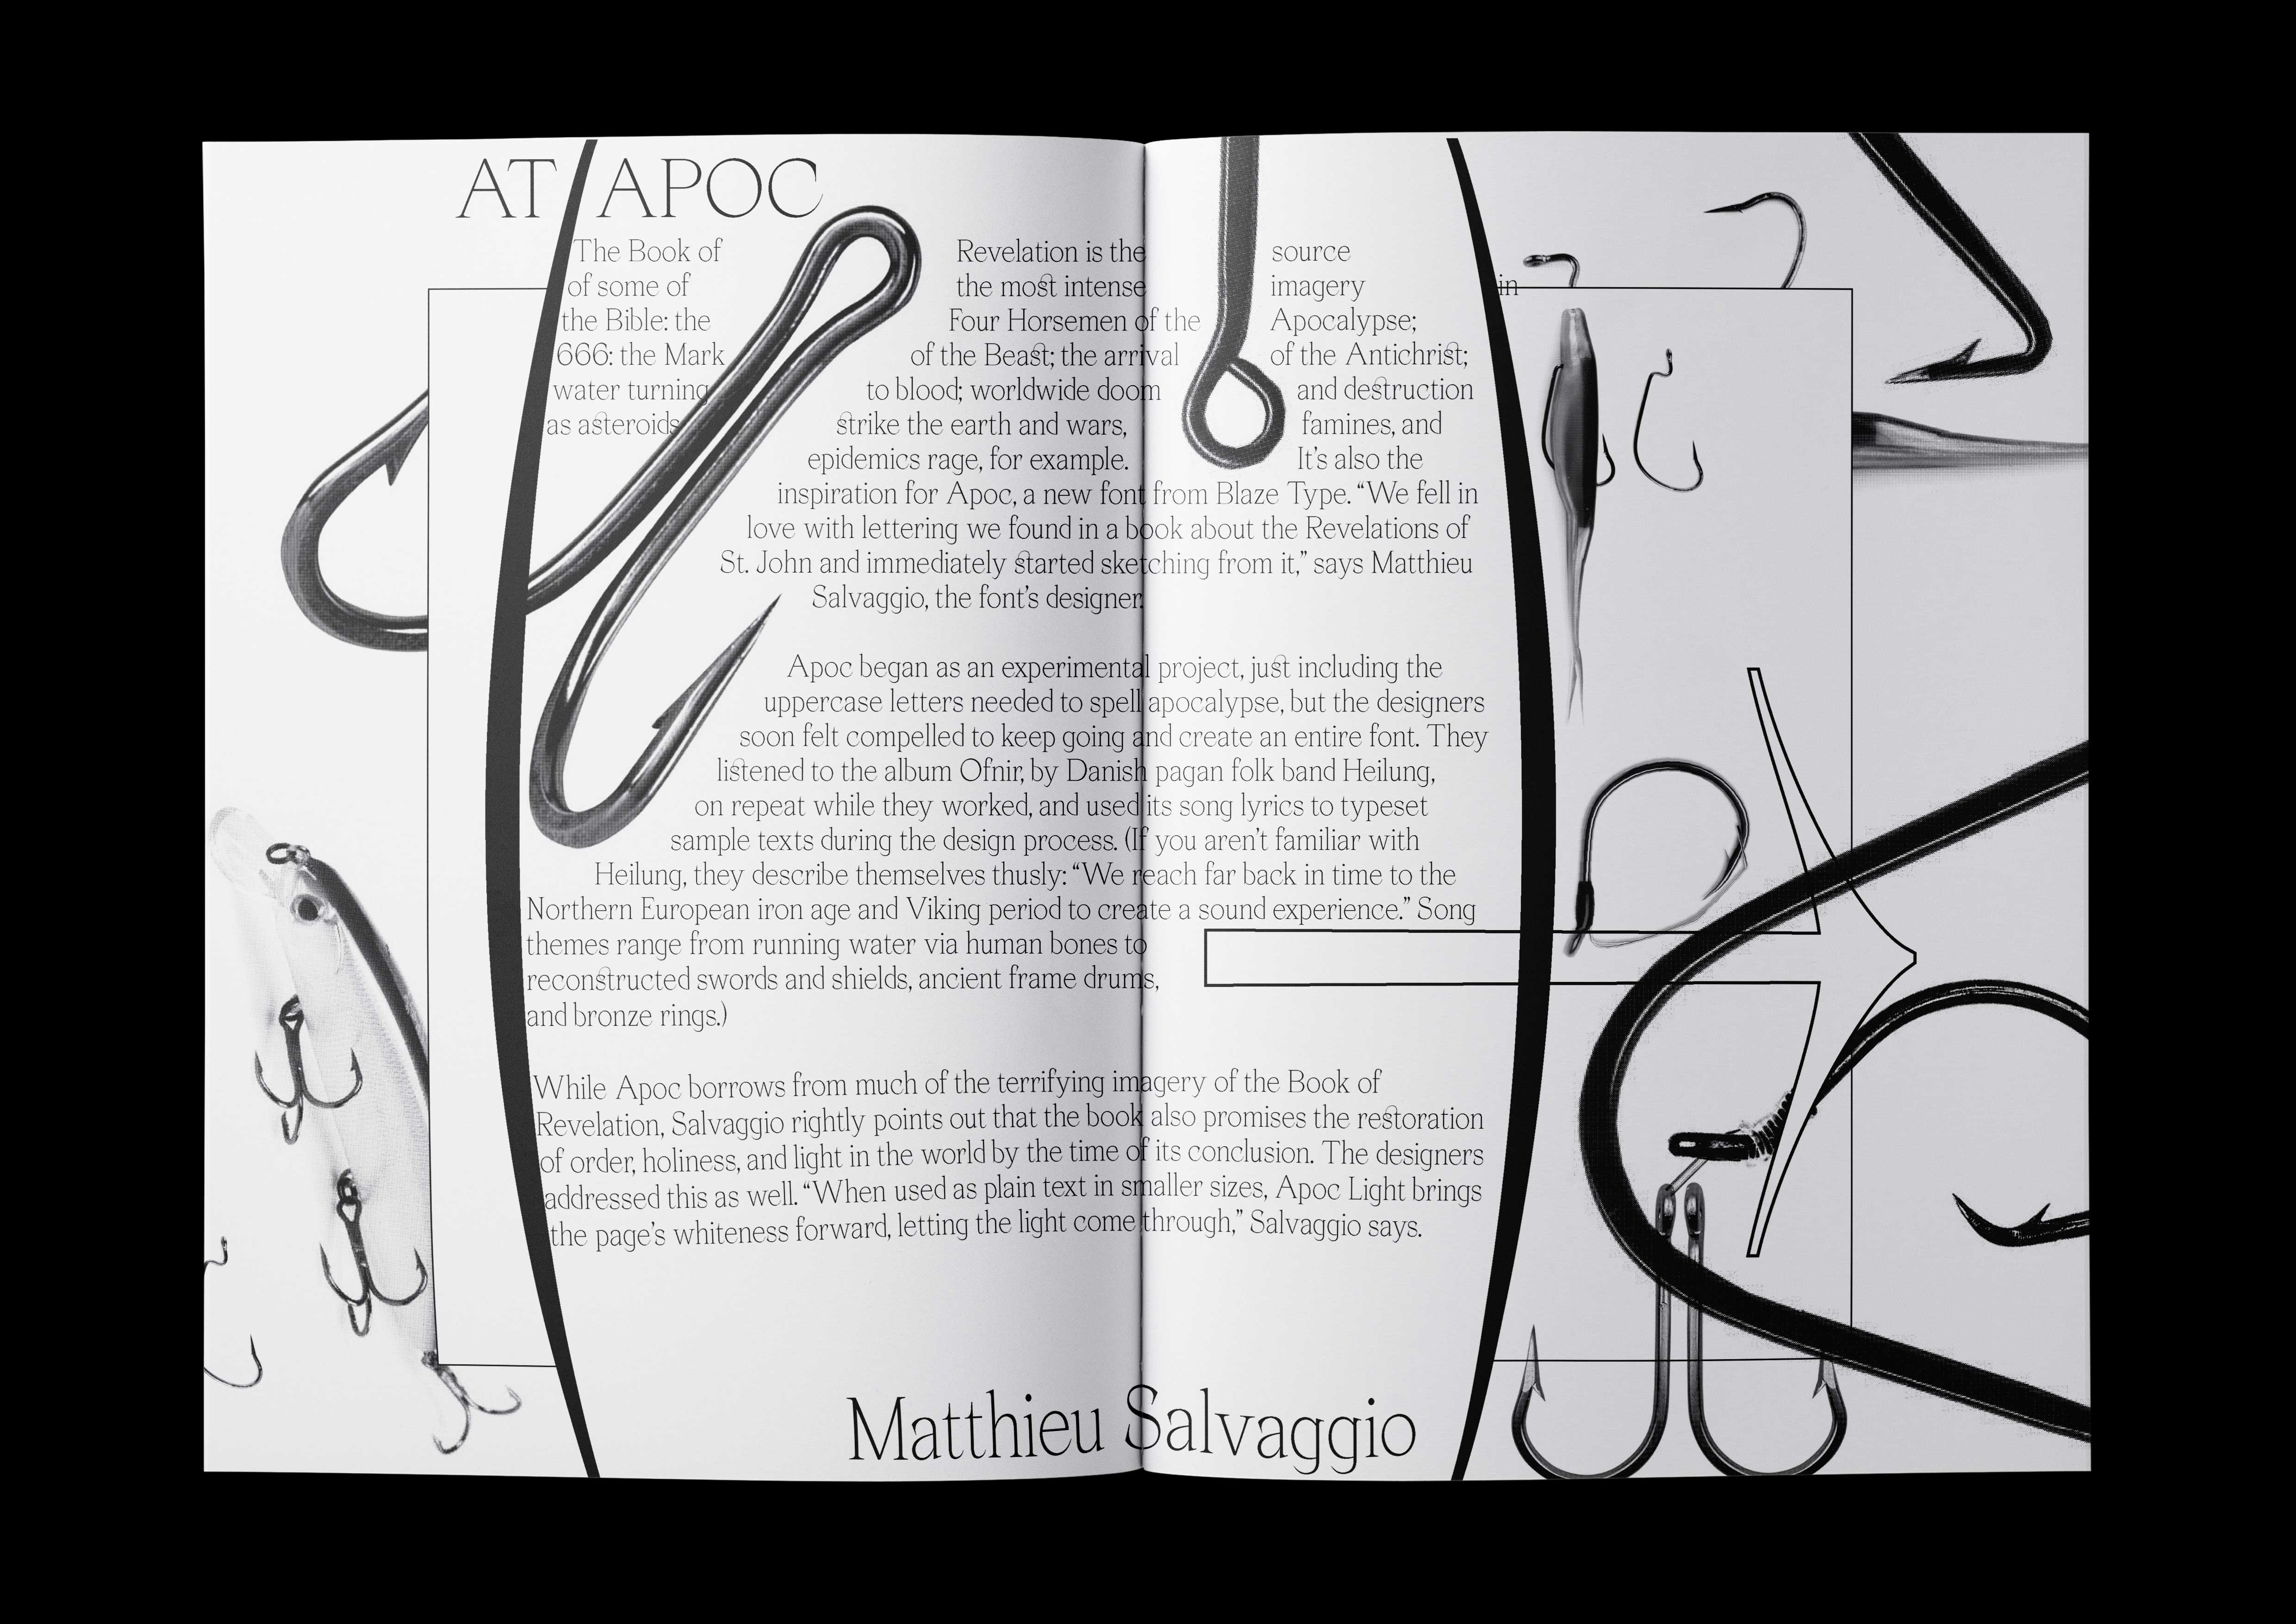 AT APOC
The Book of Revelation is the source
of some of the most intense imagery in
the Bible: the Four Horsemen of the Apocalypse;
666: the Mark of the Beast; the arrival of the Antichrist;
water turning to blood; worldwide doom and destruction
as asteroids strike the earth and wars, famines, and
epidemics rage, for example. It’s also the
inspiration for Apoc, a new font from Blaze Type. “We fell in
love with lettering we found in a book about the Revelations of
St. John and immediately started sketching from it,” says Matthieu
Salvaggio, the font’s designer.
Apoc began as an experimental project, just including the
uppercase letters needed to spell apocalypse, but the designers
soon felt compelled to keep going and create an entire font. They
listened to the album Ofnir, by Danish pagan folk band Heilung,
on repeat while they worked, and used its song lyrics to typeset
sample texts during the design process. (If you aren’t familiar with
Heilung, they describe themselves thusly: “We reach far back in time to the
Northern European iron age and Viking period to create a sound experience.” Song
themes range from running water via human bones to
reconstructed swords and shields, ancient frame drums,
and bronze rings.)
While Apoc borrows from much of the terrifying imagery of the Book of
Revelation, Salvaggio rightly points out that the book also promises the restoration
of order, holiness, and light in the world by the time of its conclusion. The designers
addressed this as well. “When used as plain text in smaller sizes, Apoc Light brings
the page’s whiteness forward, letting the light come through,” Salvaggio says.
Matthieu Salvaggio